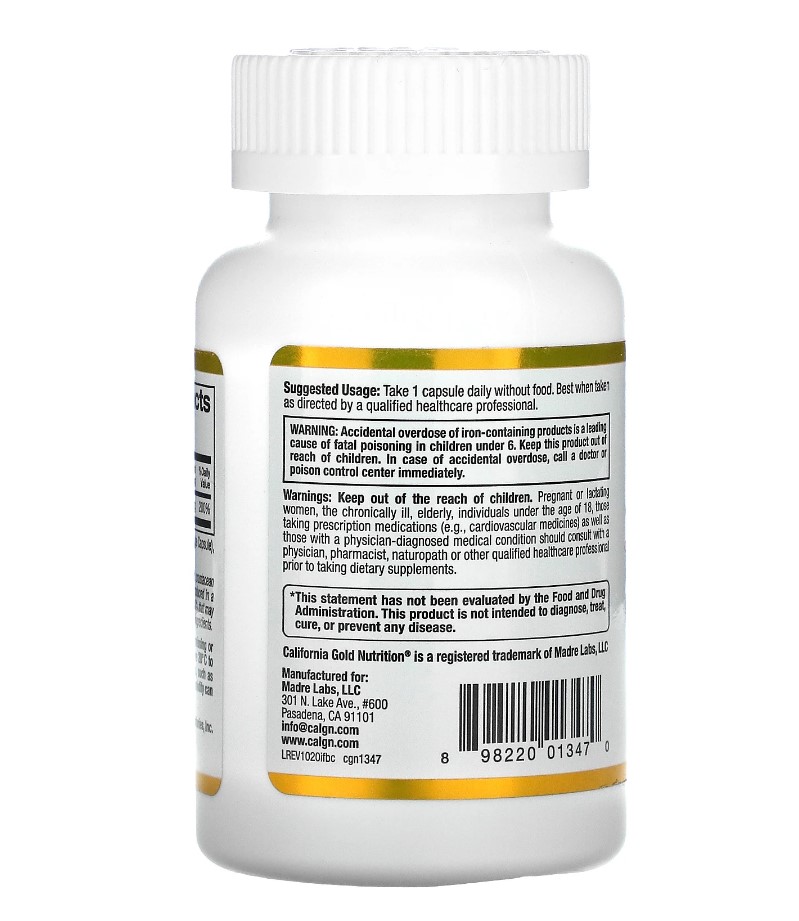 cts
% Daily
Value
200%
Capsule),
Suggested Usage: Take 1 capsule daily without food. Best when taken
as directed by a qualified healthcare professional.
WARNING: Accidental overdose of iron-containing products is a leading
cause of fatal poisoning in children under 6. Keep this product out of
reach of children. In case of accidental overdose, call a doctor or
poison control center immediately.
Warnings: Keep out of the reach of children. Pregnant or lactating
women, the chronically ill, elderly, individuals under the age of 18, those
taking prescription medications (e.g., cardiovascular medicines) as well as
those with a physician-diagnosed medical condition should consult with a
physician, pharmacist, naturopath or other qualified healthcare professional
prior to taking dietary supplements.
*This statement has not been evaluated by the Food and Drug
Administration. This product is not intended to diagnose, treat,
cure, or prevent any disease.
California Gold Nutrition® is a registered trademark of Madre Labs, LLC
Manufactured for:
Madre Labs, LLC
301 N. Lake Ave., #600
Pasadena, CA 91101
info@calgn.com
www.calgn.com
LREV1020ifbc cgn1347
8 98220 01347 0